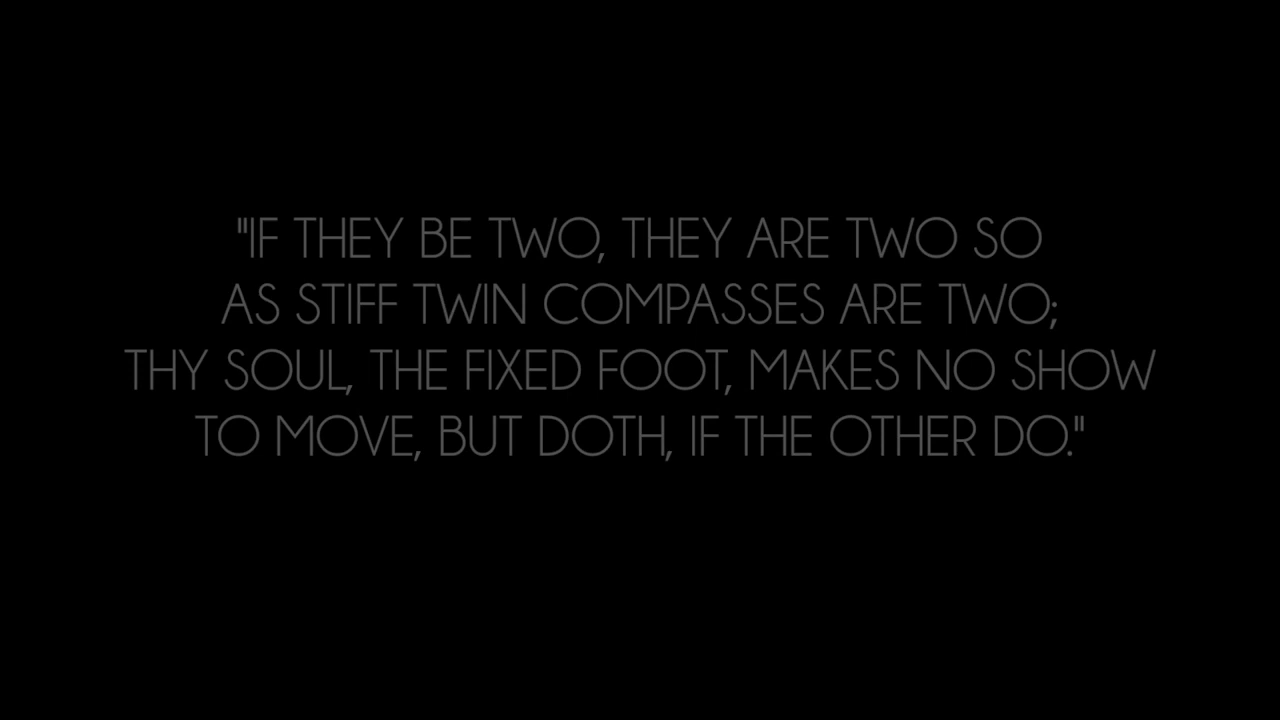 "IF THEY BE TWO, THEY ARE TWO SO
AS STIFF TWIN COMPASSES ARE TWO;
THY SOUL, THE FIXED FOOT, MAKES NO SHOW
TO MOVE, BUT DOTH, IF THE OTHER DO."